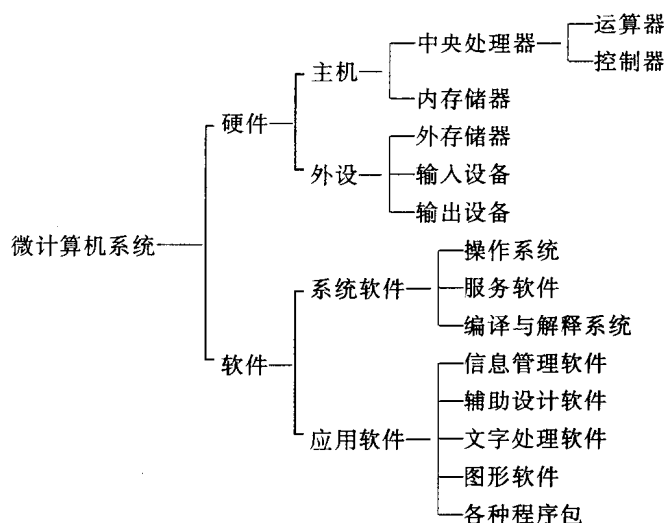 运算器
中央处理器
控制器
主机
内存储器
硬件
外存储器
外设
输入设备
输出设备
微计算机系统
操作系统
系统软件
服务软件
编译与解释系统
软件
信息管理软件
辅助设计软件
应用软件
文字处理软件
图形软件
各种程序包